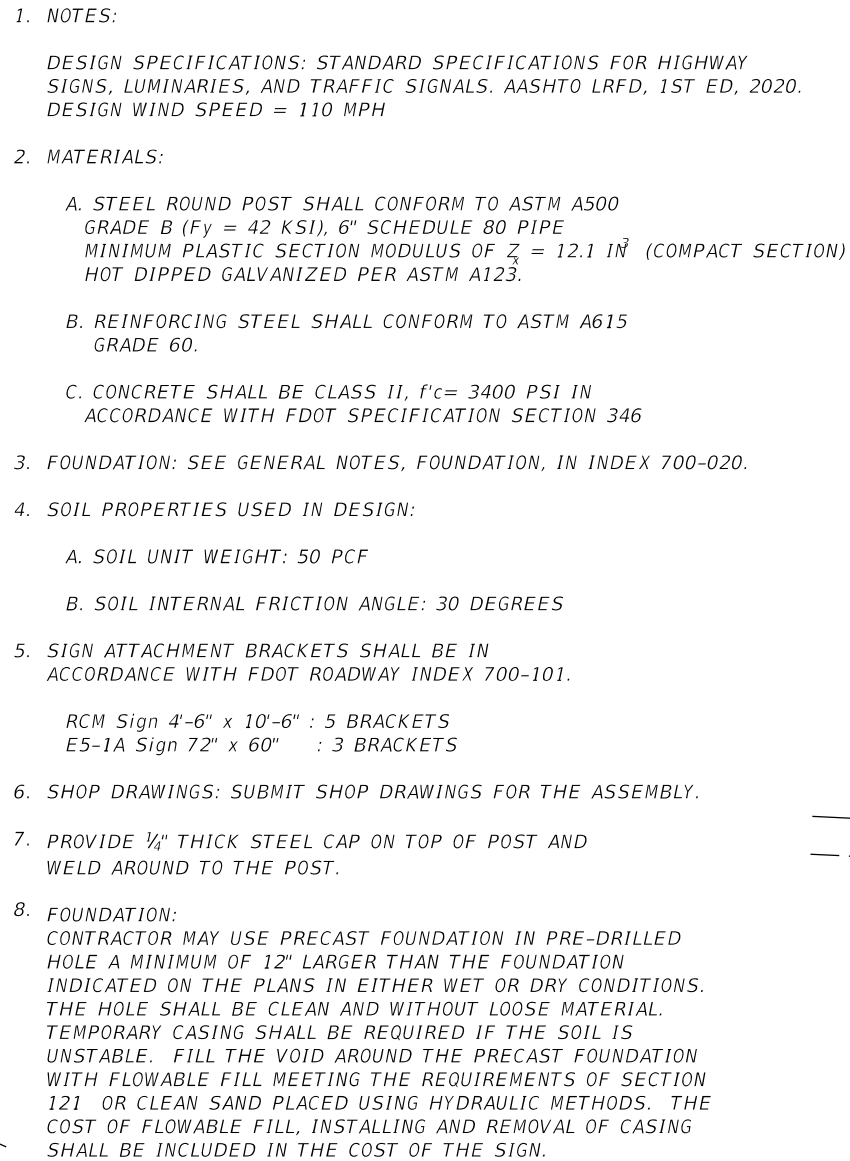 1. NOTES:
DESIGN SPECIFICATIONS: STANDARD SPECIFICATIONS FOR HIGHWAY
SIGNS, LUMINARIES, AND TRAFFIC SIGNALS. AASHTO LRFD, 1ST ED, 2020.
DESIGN WIND SPEED = 110 MPH
2. MATERIALS:
A. STEEL ROUND POST SHALL CONFORM TO ASTM A500
GRADE B (Fy = 42 KSI), 6" SCHEDULE 80 PIPE
MINIMUM PLASTIC SECTION MODULUS OF Zx = 12.1 IN³ (COMPACT SECTION)
HOT DIPPED GALVANIZED PER ASTM A123.
B. REINFORCING STEEL SHALL CONFORM TO ASTM A615
GRADE 60.
C. CONCRETE SHALL BE CLASS II, f'c= 3400 PSI IN
ACCORDANCE WITH FDOT SPECIFICATION SECTION 346
3. FOUNDATION: SEE GENERAL NOTES, FOUNDATION, IN INDEX 700-020.
4. SOIL PROPERTIES USED IN DESIGN:
A. SOIL UNIT WEIGHT: 50 PCF
B. SOIL INTERNAL FRICTION ANGLE: 30 DEGREES
5. SIGN ATTACHMENT BRACKETS SHALL BE IN
ACCORDANCE WITH FDOT ROADWAY INDEX 700-101.
RCM Sign 4'-6" x 10'-6" : 5 BRACKETS
E5-1A Sign 72" x 60" : 3 BRACKETS
6. SHOP DRAWINGS: SUBMIT SHOP DRAWINGS FOR THE ASSEMBLY.
7. PROVIDE ¼" THICK STEEL CAP ON TOP OF POST AND
WELD AROUND TO THE POST.
8. FOUNDATION:
CONTRACTOR MAY USE PRECAST FOUNDATION IN PRE-DRILLED
HOLE A MINIMUM OF 12" LARGER THAN THE FOUNDATION
INDICATED ON THE PLANS IN EITHER WET OR DRY CONDITIONS.
THE HOLE SHALL BE CLEAN AND WITHOUT LOOSE MATERIAL.
TEMPORARY CASING SHALL BE REQUIRED IF THE SOIL IS
UNSTABLE. FILL THE VOID AROUND THE PRECAST FOUNDATION
WITH FLOWABLE FILL MEETING THE REQUIREMENTS OF SECTION
121 OR CLEAN SAND PLACED USING HYDRAULIC METHODS. THE
COST OF FLOWABLE FILL, INSTALLING AND REMOVAL OF CASING
SHALL BE INCLUDED IN THE COST OF THE SIGN.